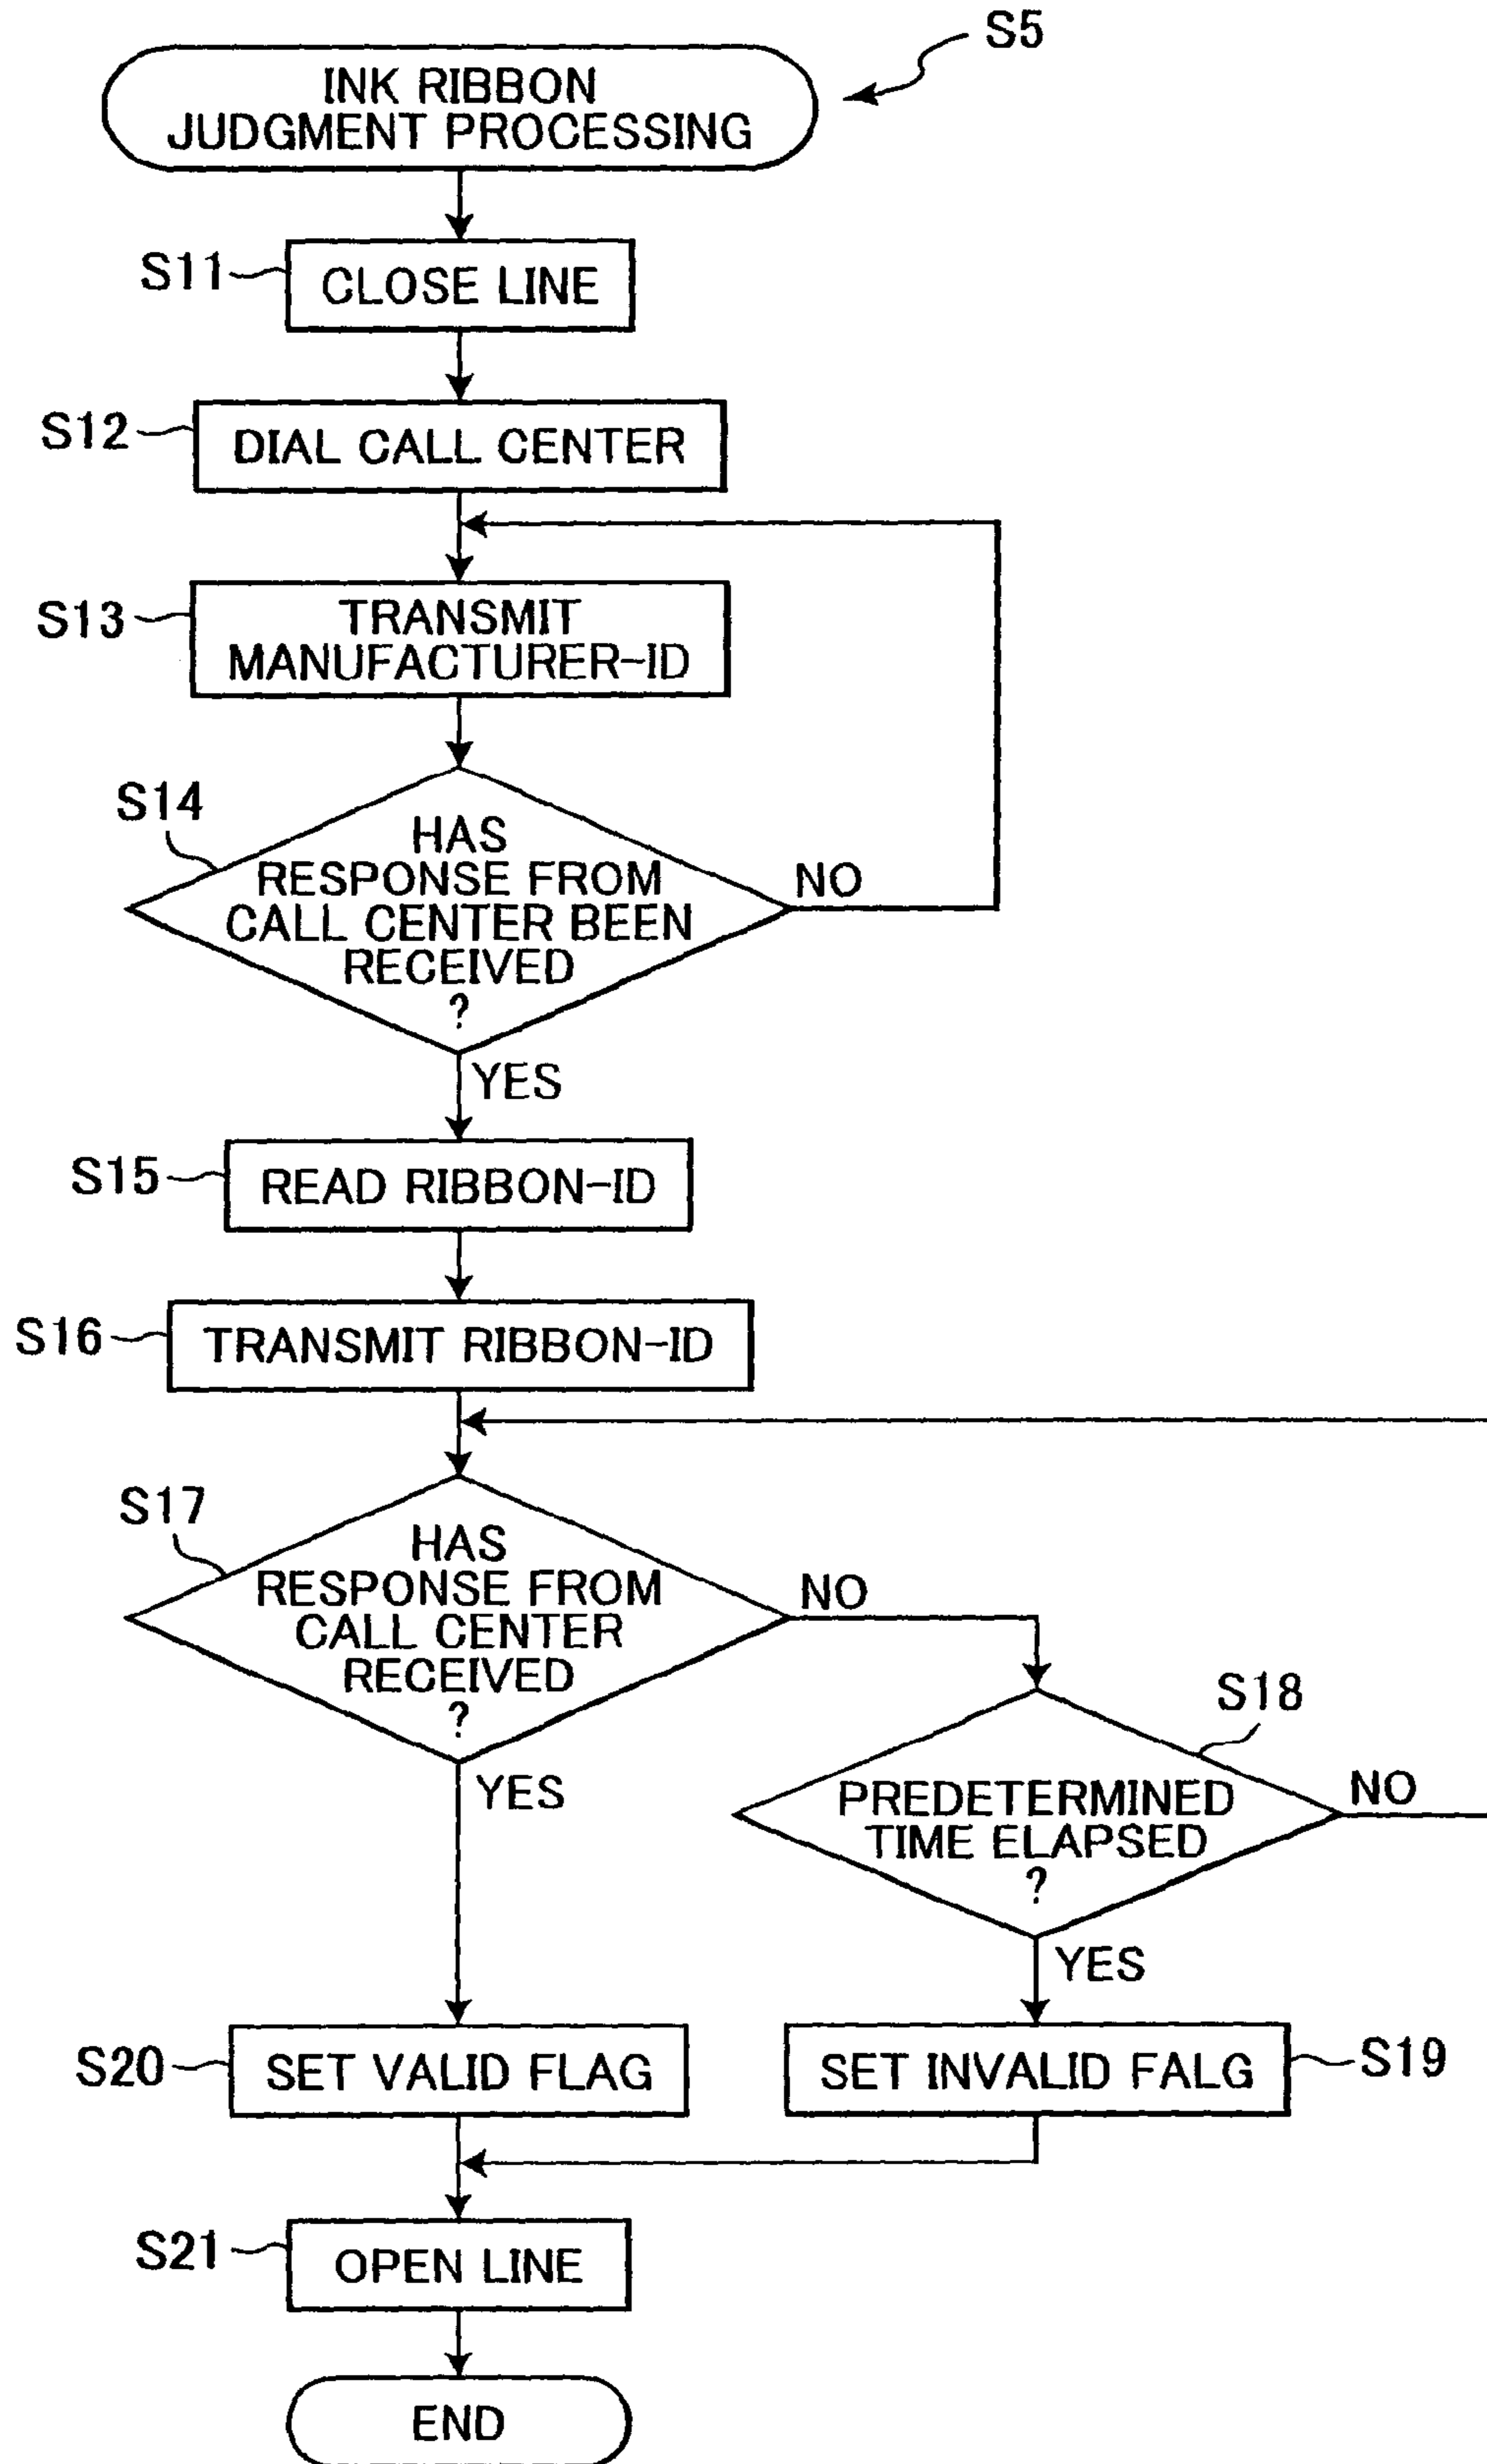 S5
INK RIBBON
JUDGMENT PROCESSING
S11
CLOSE LINE
S12
DIAL CALL CENTER
S13
TRANSMIT
MANUFACTURER-ID
S14
HAS
RESPONSE FROM
CALL CENTER BEEN
RECEIVED
?
NO
YES
S15
READ RIBBON-ID
S16
TRANSMIT RIBBON-ID
S17
HAS
RESPONSE FROM
CALL CENTER
RECEIVED
?
NO
YES
S18
PREDETERMINED
TIME ELAPSED
?
NO
YES
S20
SET VALID FLAG
SET INVALID FALG
S19
S21
OPEN LINE
END